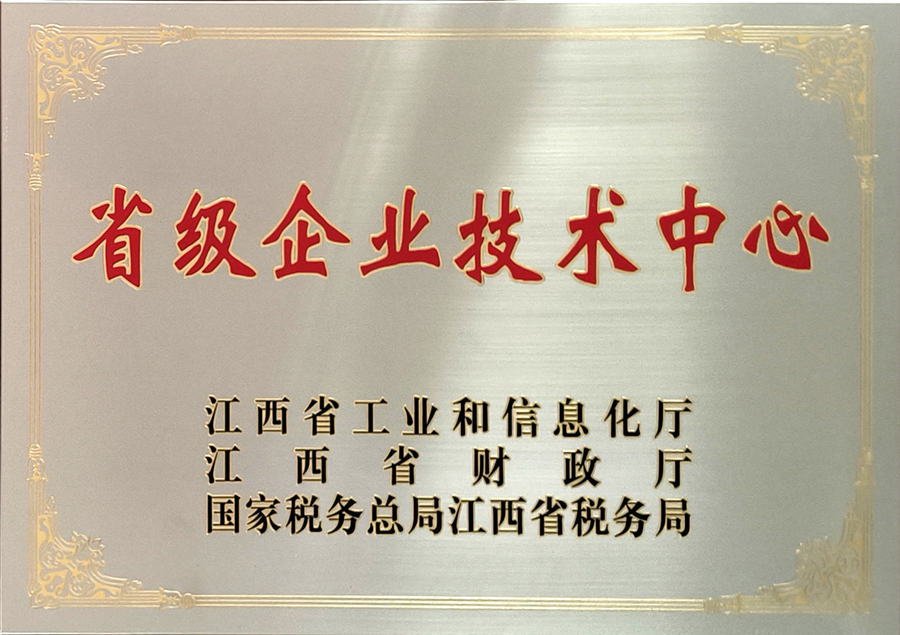 省级企业技术中心
江西省工业和信息化厅
江西省财政厅
国家税务总局江西省税务局